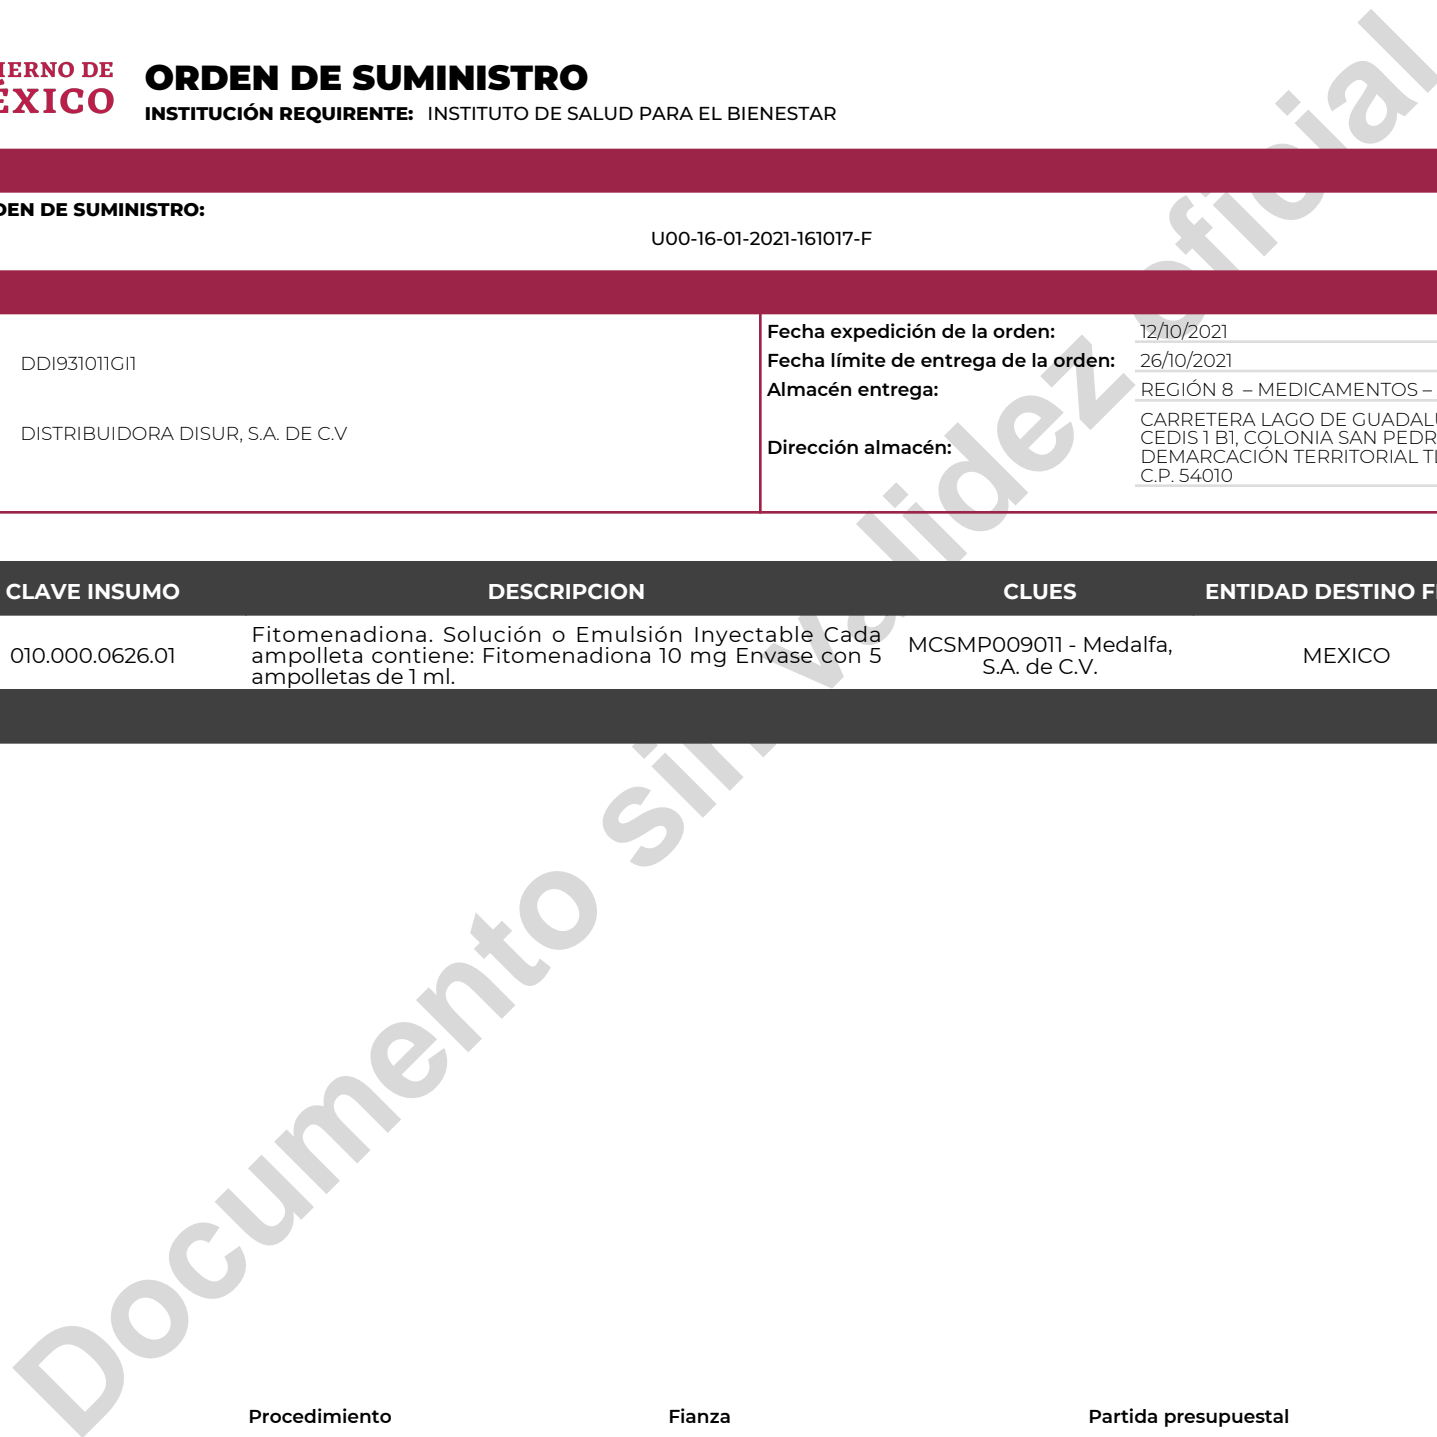 IERNO DE
ÉXICO
ORDEN DE SUMINISTRO
INSTITUCIÓN REQUIRENTE: INSTITUTO DE SALUD PARA EL BIENESTAR
DEN DE SUMINISTRO:
U00-16-01-2021-161017-F
DDI931011GI1
DISTRIBUIDORA DISUR, S.A. DE C.V
Fecha expedición de la orden: 12/10/2021
Fecha límite de entrega de la orden: 26/10/2021
Almacén entrega: REGIÓN 8 – MEDICAMENTOS –
Dirección almacén:
CARRETERA LAGO DE GUADALU
CEDIS 1 B1, COLONIA SAN PEDR
DEMARCACIÓN TERRITORIAL TL
C.P. 54010
CLAVE INSUMO DESCRIPCION CLUES ENTIDAD DESTINO F
010.000.0626.01
Fitomenadiona. Solución o Emulsión Inyectable Cada
ampolleta contiene: Fitomenadiona 10 mg Envase con 5
ampolletas de 1 ml.
MCSMP009011 - Medalfa,
S.A. de C.V.
MEXICO
Documento sin validez oficial
Procedimiento Fianza Partida presupuestal